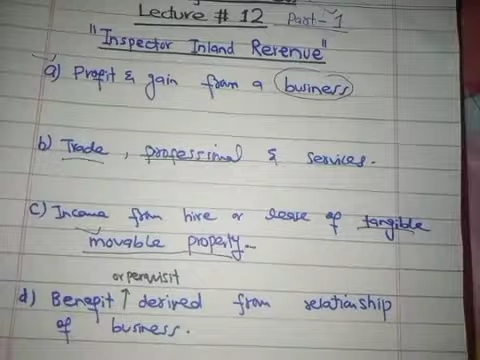 Lecture # 12 Part-1
"Inspector Inland Revenue"
a) Profit & gain from a business
b) Trade, professional & services.
c) Income from hire or lease of tangible
movable property.
or perquisit
d) Benefit ↑ derived from relationship
of business.